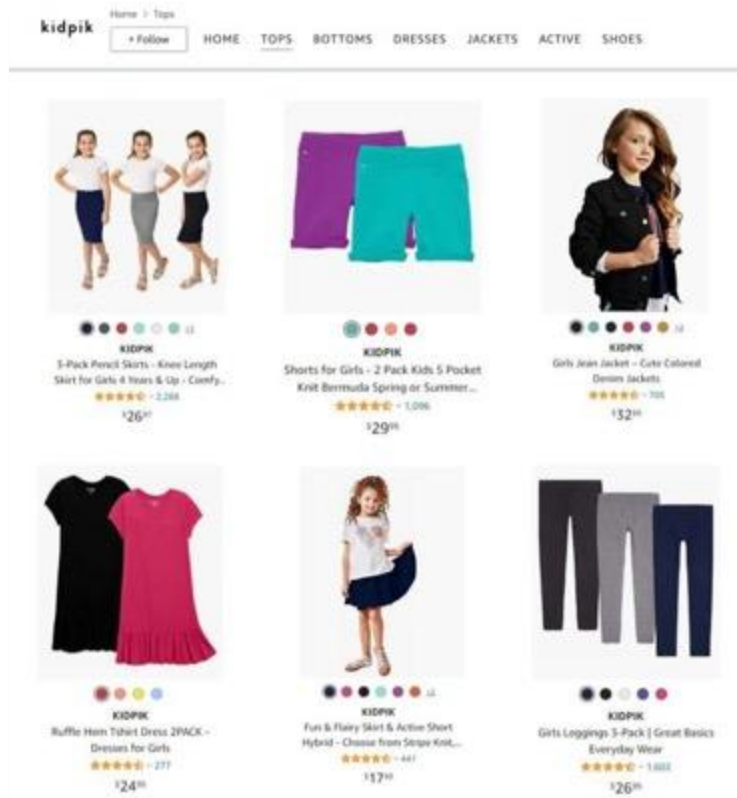 Home > Tops
kidpik
+ Follow
HOME TOPS BOTTOMS DRESSES JACKETS ACTIVE SHOES
KIDPIK
3-Pack Pencil Skirts - Knee Length
Skirt for Girls 4 Years & Up - Comfy...
2,288
$26
KIDPIK
Shorts for Girls - 2 Pack Kids 5 Pocket
Knit Bermuda Spring or Summer...
1,096
$29
KIDPIK
Girls Jean Jacket – Cute Colored
Denim Jackets
$32
KIDPIK
Ruffle Hem Tshirt Dress 2PACK –
Dresses for Girls
277
$24
KIDPIK
Fun & Flairy Skirt & Active Short
Hybrid - Choose from Stripe Knit,...
$17
KIDPIK
Girls Leggings 3-Pack | Great Basics
Everyday Wear
$26